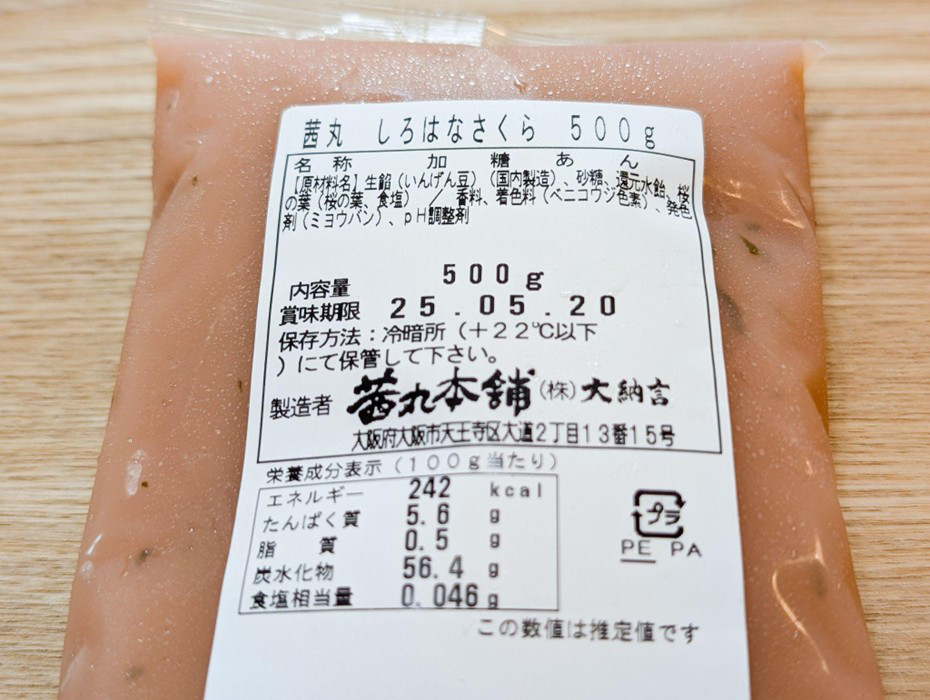 茜丸 しろはなさくら 500g
名称 加糖あん
【原材料名】生餡(いんげん豆)(国内製造)、砂糖、還元水飴、桜
の葉(桜の葉、食塩) / 香料、着色料(ベニコウジ色素)、発色
剤(ミョウバン)、pH調整剤
内容量 500g
賞味期限 25.05.20
保存方法:冷暗所(+22℃以下
)にて保管して下さい。
製造者 茜丸本舗(株)大納言
大阪府大阪市天王寺区大道2丁目13番15号
栄養成分表示(100g当たり)
エネルギー 242 kcal
たんぱく質 5.6 g
脂質 0.5 g
炭水化物 56.4 g
食塩相当量 0.046 g
プラ
PE PA
この数値は推定値です